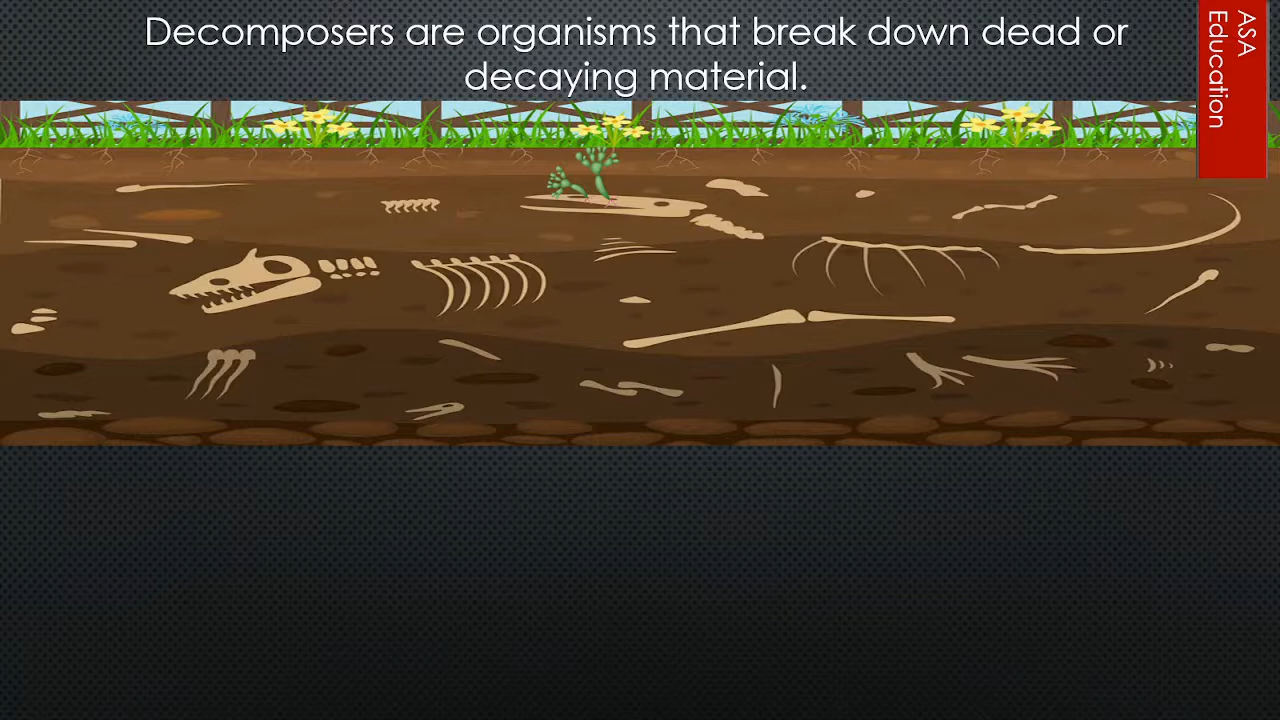 Decomposers are organisms that break down dead or
decaying material.
ASA
Education